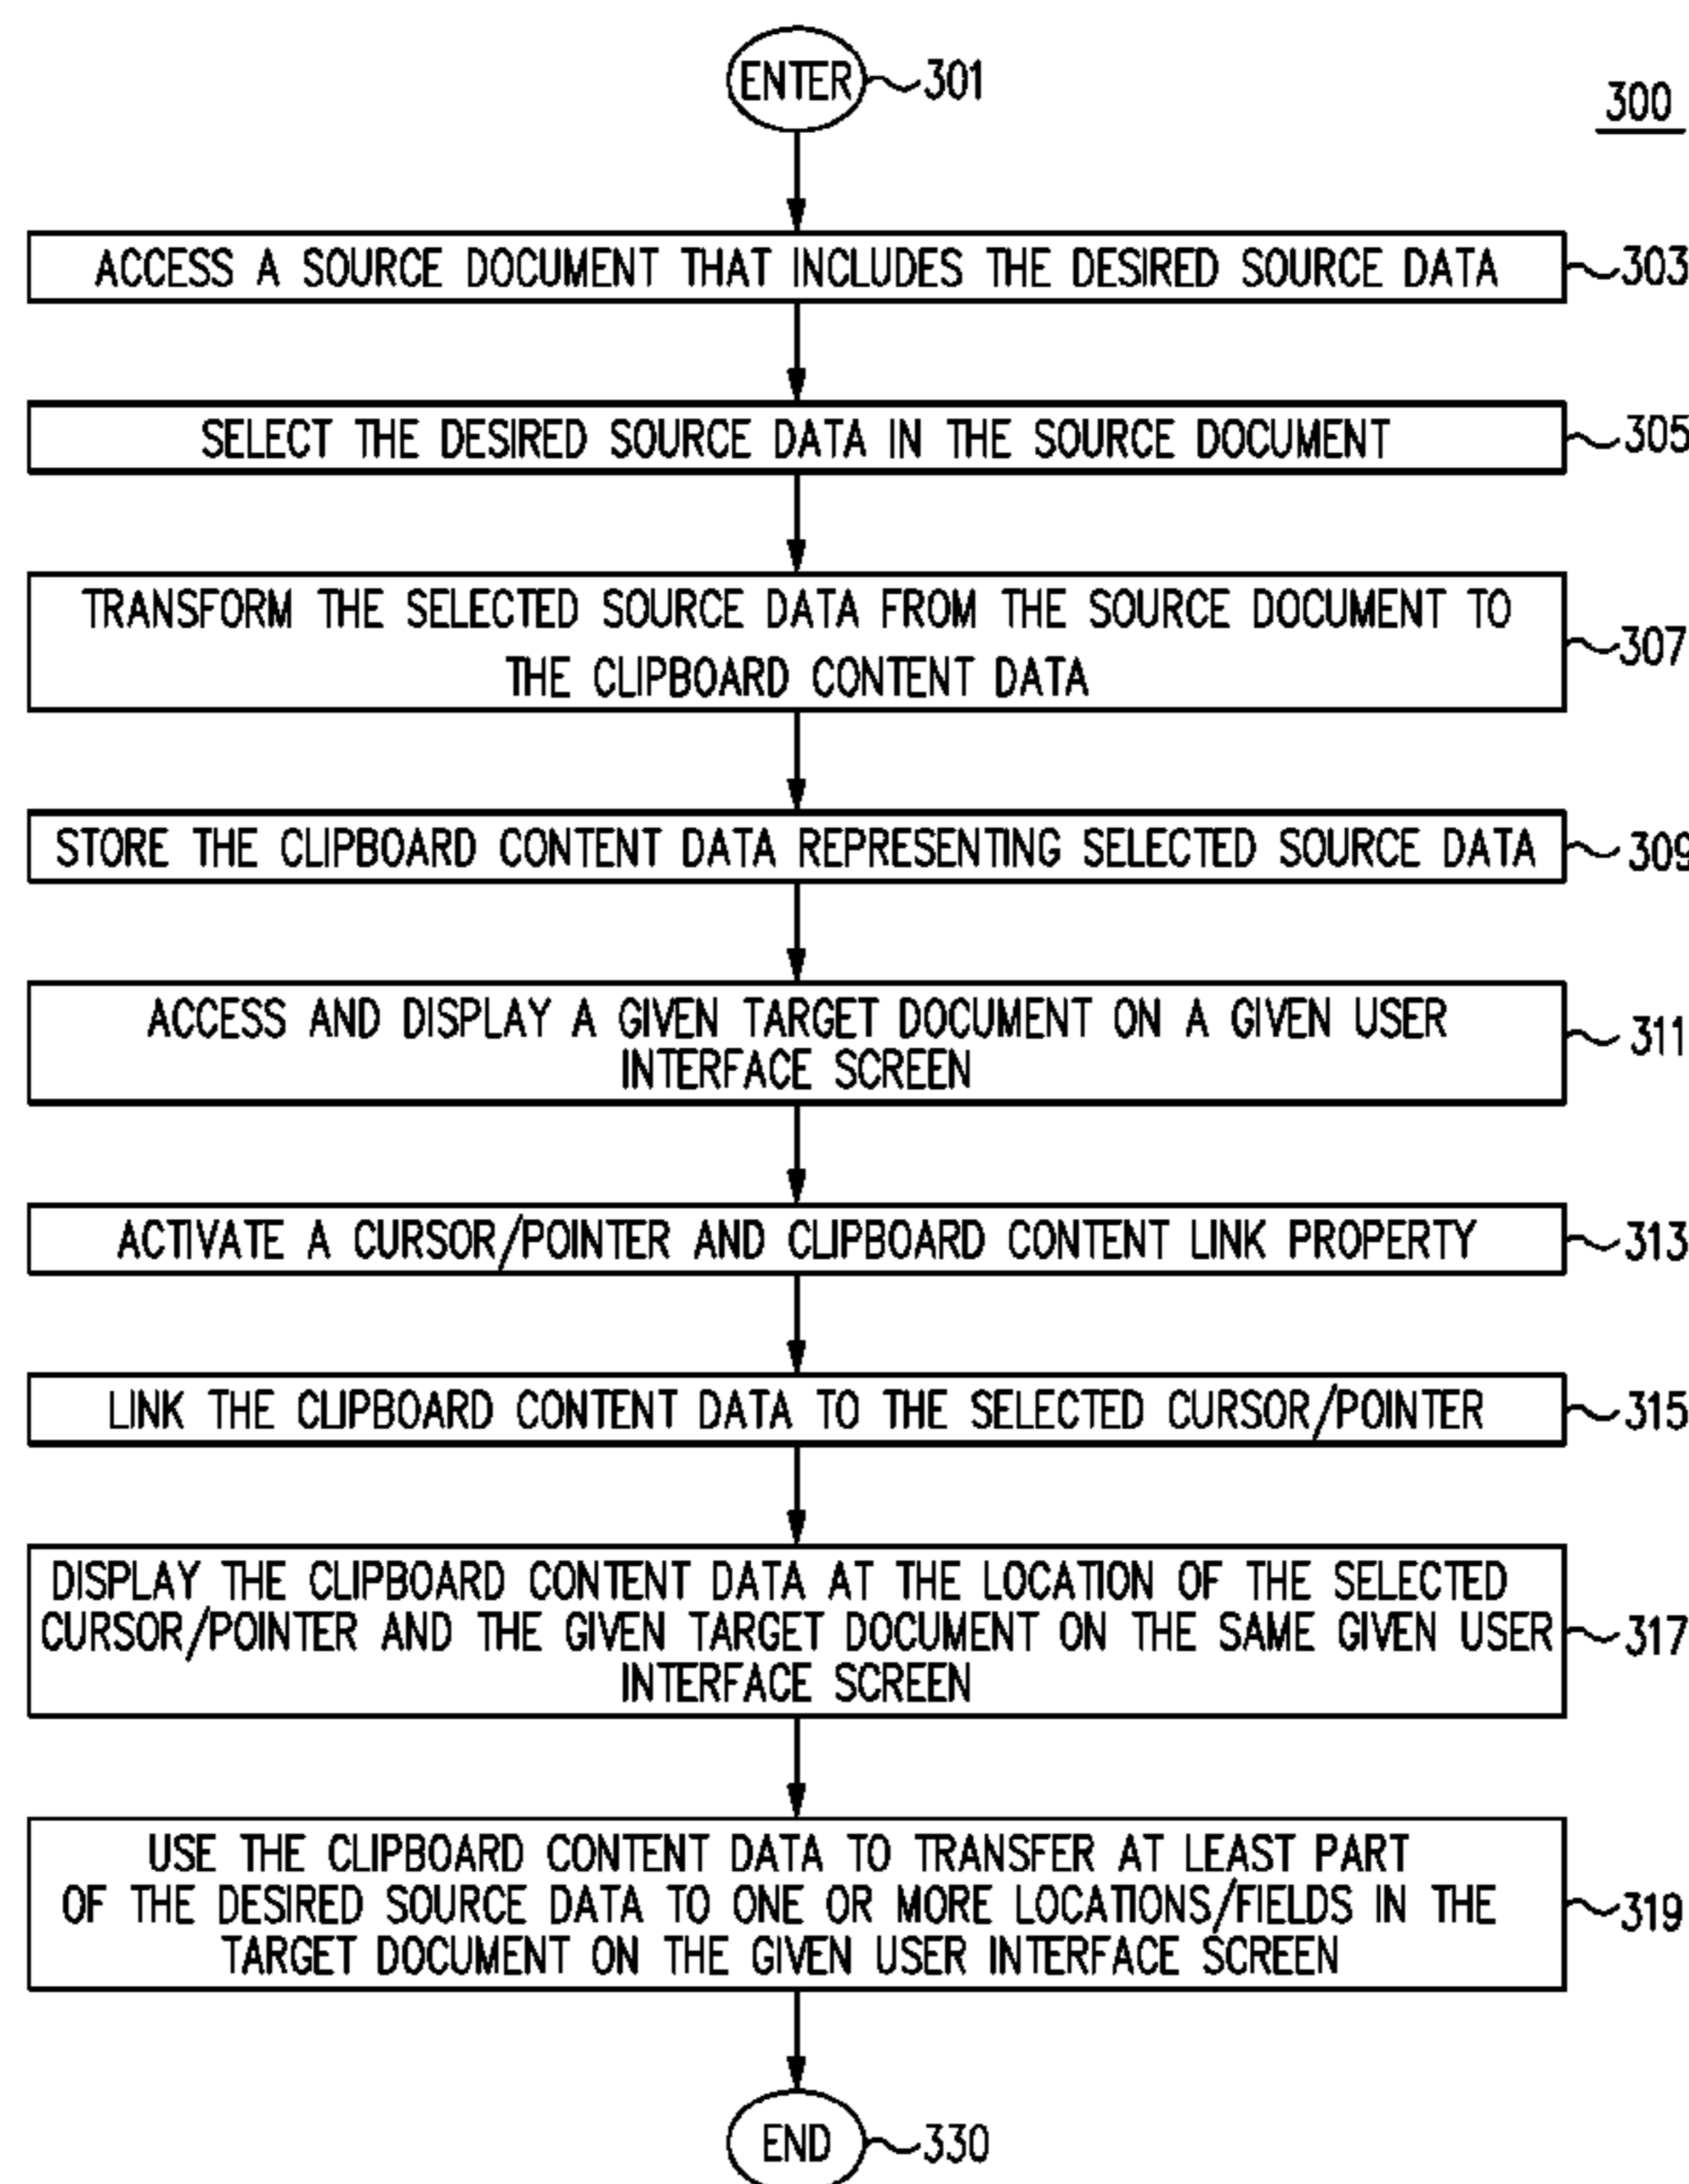 ENTER 301
300
ACCESS A SOURCE DOCUMENT THAT INCLUDES THE DESIRED SOURCE DATA 303
SELECT THE DESIRED SOURCE DATA IN THE SOURCE DOCUMENT 305
TRANSFORM THE SELECTED SOURCE DATA FROM THE SOURCE DOCUMENT TO
THE CLIPBOARD CONTENT DATA
307
STORE THE CLIPBOARD CONTENT DATA REPRESENTING SELECTED SOURCE DATA 309
ACCESS AND DISPLAY A GIVEN TARGET DOCUMENT ON A GIVEN USER
INTERFACE SCREEN
311
ACTIVATE A CURSOR/POINTER AND CLIPBOARD CONTENT LINK PROPERTY 313
LINK THE CLIPBOARD CONTENT DATA TO THE SELECTED CURSOR/POINTER 315
DISPLAY THE CLIPBOARD CONTENT DATA AT THE LOCATION OF THE SELECTED
CURSOR/POINTER AND THE GIVEN TARGET DOCUMENT ON THE SAME GIVEN USER
INTERFACE SCREEN
317
USE THE CLIPBOARD CONTENT DATA TO TRANSFER AT LEAST PART
OF THE DESIRED SOURCE DATA TO ONE OR MORE LOCATIONS/FIELDS IN THE
TARGET DOCUMENT ON THE GIVEN USER INTERFACE SCREEN
319
END 330